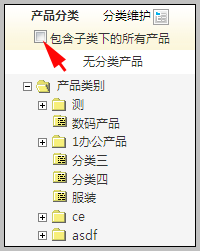 产品分类 分类维护
包含子类下的所有产品
无分类产品
产品类别
测
数码产品
1办公产品
分类三
分类四
服装
ce
asdf